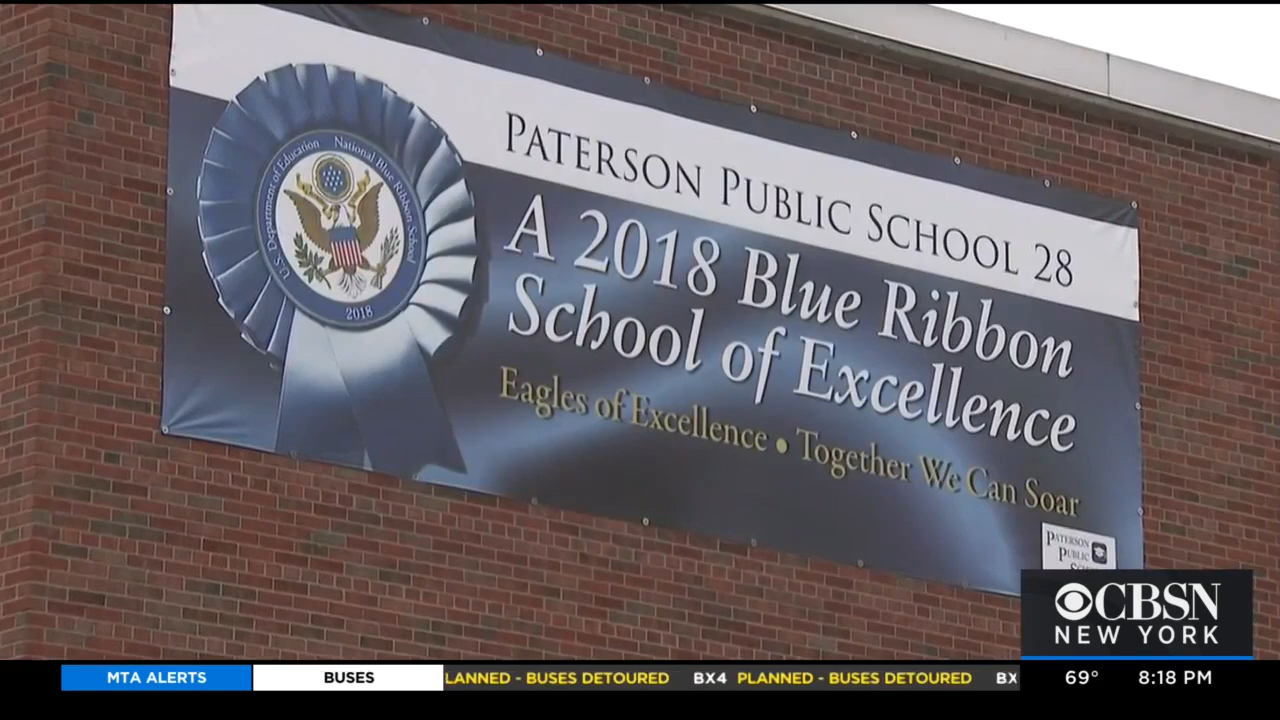 PATERSON PUBLIC SCHOOL 28
A 2018 Blue Ribbon
School of Excellence
Eagles of Excellence • Together We Can Soar
U.S. Department of Education National Blue Ribbon School
2018
PATERSON
PUBLIC
CBSN
NEW YORK
MTA ALERTS BUSES LANNED - BUSES DETOURED BX4 PLANNED - BUSES DETOURED BX 69° 8:18 PM